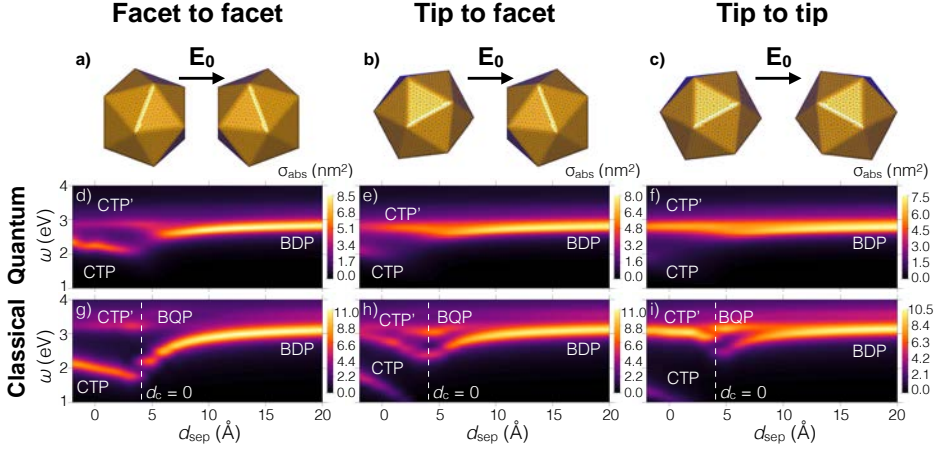 Facet to facet
Tip to facet
Tip to tip
a) E₀
b) E₀
c) E₀
σabs (nm²)
σabs (nm²)
σabs (nm²)
Quantum
ω (eV)
4
3
2
1
d) CTP'
CTP
BDP
8.5
6.8
5.1
3.4
1.7
0.0
e) CTP'
CTP
BDP
8.0
6.4
4.8
3.2
1.6
0.0
f) CTP'
CTP
BDP
7.5
6.0
4.5
3.0
1.5
0.0
Classical
ω (eV)
4
3
2
1
g) CTP' BQP
CTP
BDP
dc = 0
11.0
8.8
6.6
4.4
2.2
0.0
h) CTP' BQP
CTP
BDP
dc = 0
11.0
8.8
6.6
4.4
2.2
0.0
i) CTP' BQP
CTP
BDP
dc = 0
10.5
8.4
6.3
4.2
2.1
0.0
0 5 10 15 20
0 5 10 15 20
0 5 10 15 20
dsep (Å)
dsep (Å)
dsep (Å)